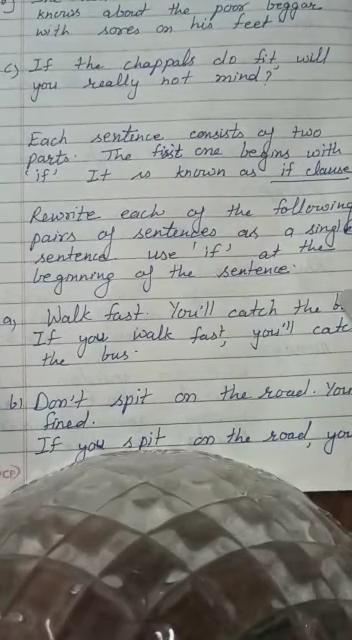 knows about the poor beggar
with sores on his feet
c) If the chappals do fit, will
you really not mind?
Each sentence consists of two
parts. The first one begins with
'if' It is known as if clause
Rewrite each of the following
pairs of sentences as a single
sentence. use 'if' at the
beginning of the sentence.
a) Walk fast. You'll catch the
If you walk fast, you'll catc
the bus.
b) Don't spit on the road. You
fined.
If you spit on the road, you